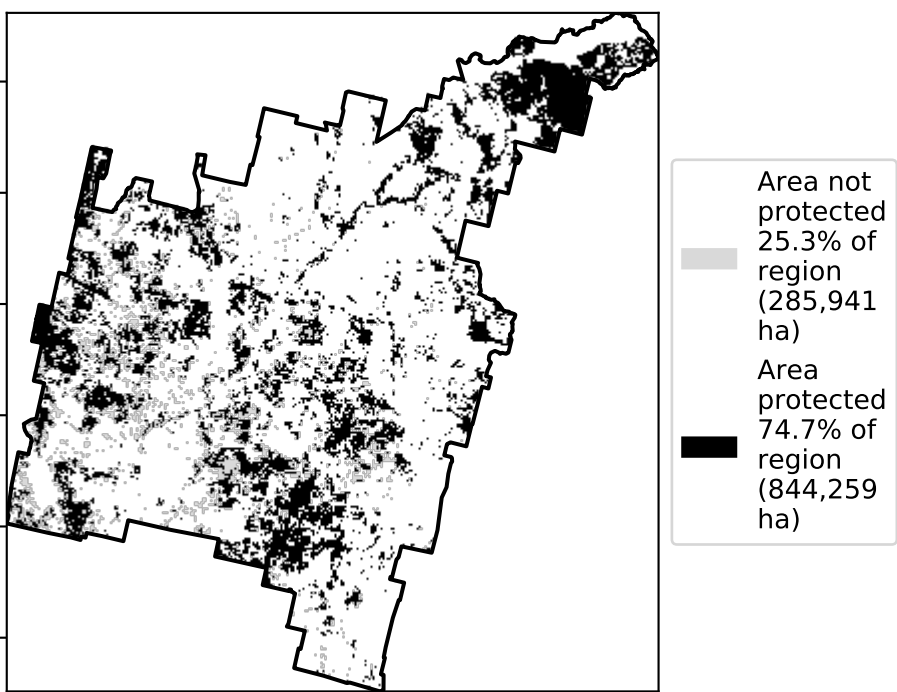 Area not
protected
25.3% of
region
(285,941
ha)
Area
protected
74.7% of
region
(844,259
ha)